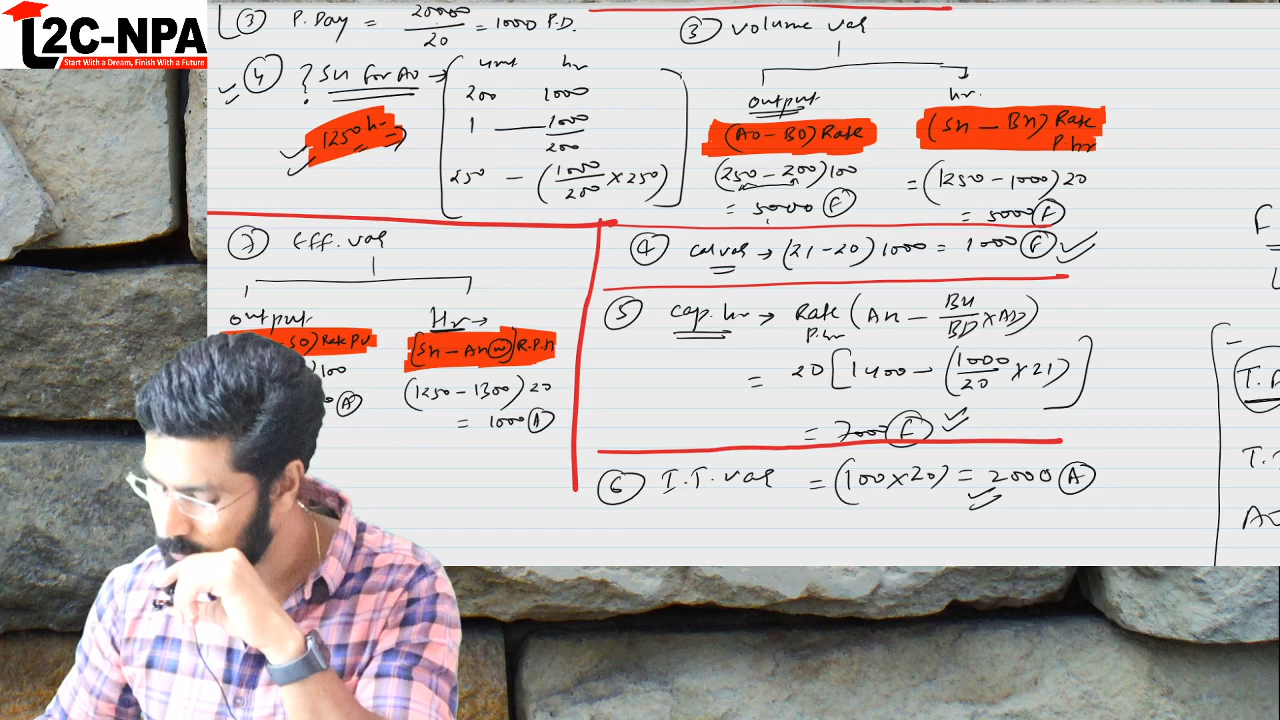 L2C-NPA
Start With a Dream, Finish With a Future
③ P. Day = 20000/20 = 1000 P.D.
④ ? SH for AO →
unit hr
200 1000
1 — 1000/200
250 – (1000/200 × 250)
1250 hr
③ volume var
output
(AO – BO) Rate
(250 – 200) 100
= 5000 (F)
hr.
(SH – BH) Rate P.hr
= (1250 – 1000) 20
= 5000 (F)
④ cal var → (21 – 20) 1000 = 1000 (F)
⑤ cap. hr → Rate P.hr (AH – BH/BD × AD)
= 20 [1400 – (1000/20 × 21)]
= 7000 (F)
⑥ I.T. var = (100 × 20) = 2000 (A)
⑦ Eff. var
output
SO) Rate PU
100
(A)
Hr →
[SH – AH(w)] R.P.H
(1250 – 1300) 20
= 1000 (A)
F
T.
T.